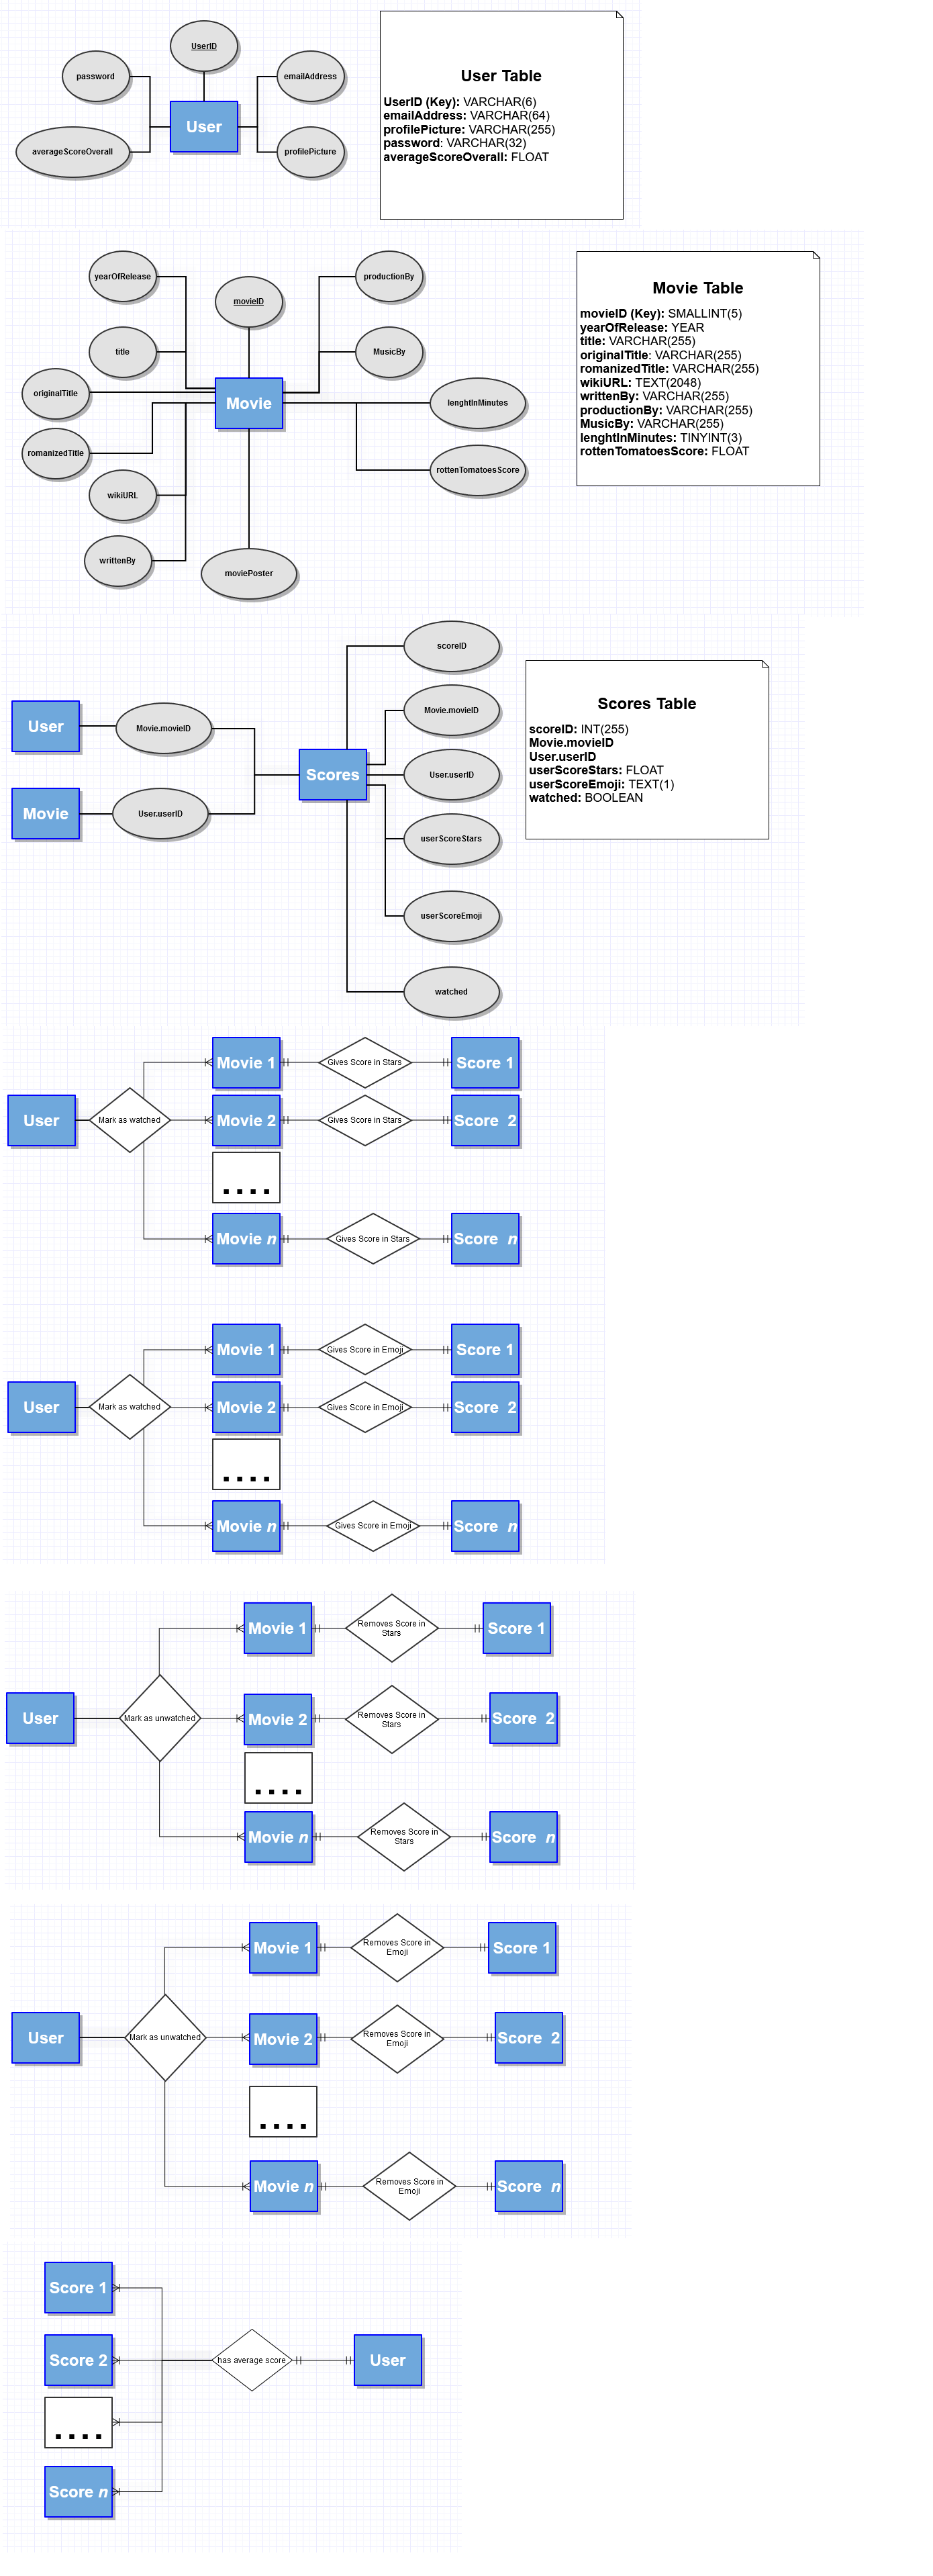 UserID
password
emailAddress
User
averageScoreOverall
profilePicture
User Table
UserID (Key): VARCHAR(6)
emailAddress: VARCHAR(64)
profilePicture: VARCHAR(255)
password: VARCHAR(32)
averageScoreOverall: FLOAT
yearOfRelease
productionBy
movieID
title
MusicBy
originalTitle
Movie
lenghtInMinutes
romanizedTitle
rottenTomatoesScore
wikiURL
writtenBy
moviePoster
Movie Table
movieID (Key): SMALLINT(5)
yearOfRelease: YEAR
title: VARCHAR(255)
originalTitle: VARCHAR(255)
romanizedTitle: VARCHAR(255)
wikiURL: TEXT(2048)
writtenBy: VARCHAR(255)
productionBy: VARCHAR(255)
MusicBy: VARCHAR(255)
lenghtInMinutes: TINYINT(3)
rottenTomatoesScore: FLOAT
scoreID
Movie.movieID
User
Movie.movieID
Scores
User.userID
Movie
User.userID
userScoreStars
userScoreEmoji
watched
Scores Table
scoreID: INT(255)
Movie.movieID
User.userID
userScoreStars: FLOAT
userScoreEmoji: TEXT(1)
watched: BOOLEAN
Movie 1
Gives Score in Stars
Score 1
User
Mark as watched
Movie 2
Gives Score in Stars
Score 2
....
Movie n
Gives Score in Stars
Score n
Movie 1
Gives Score in Emoji
Score 1
User
Mark as watched
Movie 2
Gives Score in Emoji
Score 2
....
Movie n
Gives Score in Emoji
Score n
Movie 1
Removes Score in
Stars
Score 1
User
Mark as unwatched
Movie 2
Removes Score in
Stars
Score 2
....
Movie n
Removes Score in
Stars
Score n
Movie 1
Removes Score in
Emoji
Score 1
User
Mark as unwatched
Movie 2
Removes Score in
Emoji
Score 2
....
Movie n
Removes Score in
Emoji
Score n
Score 1
Score 2
has average score
User
....
Score n